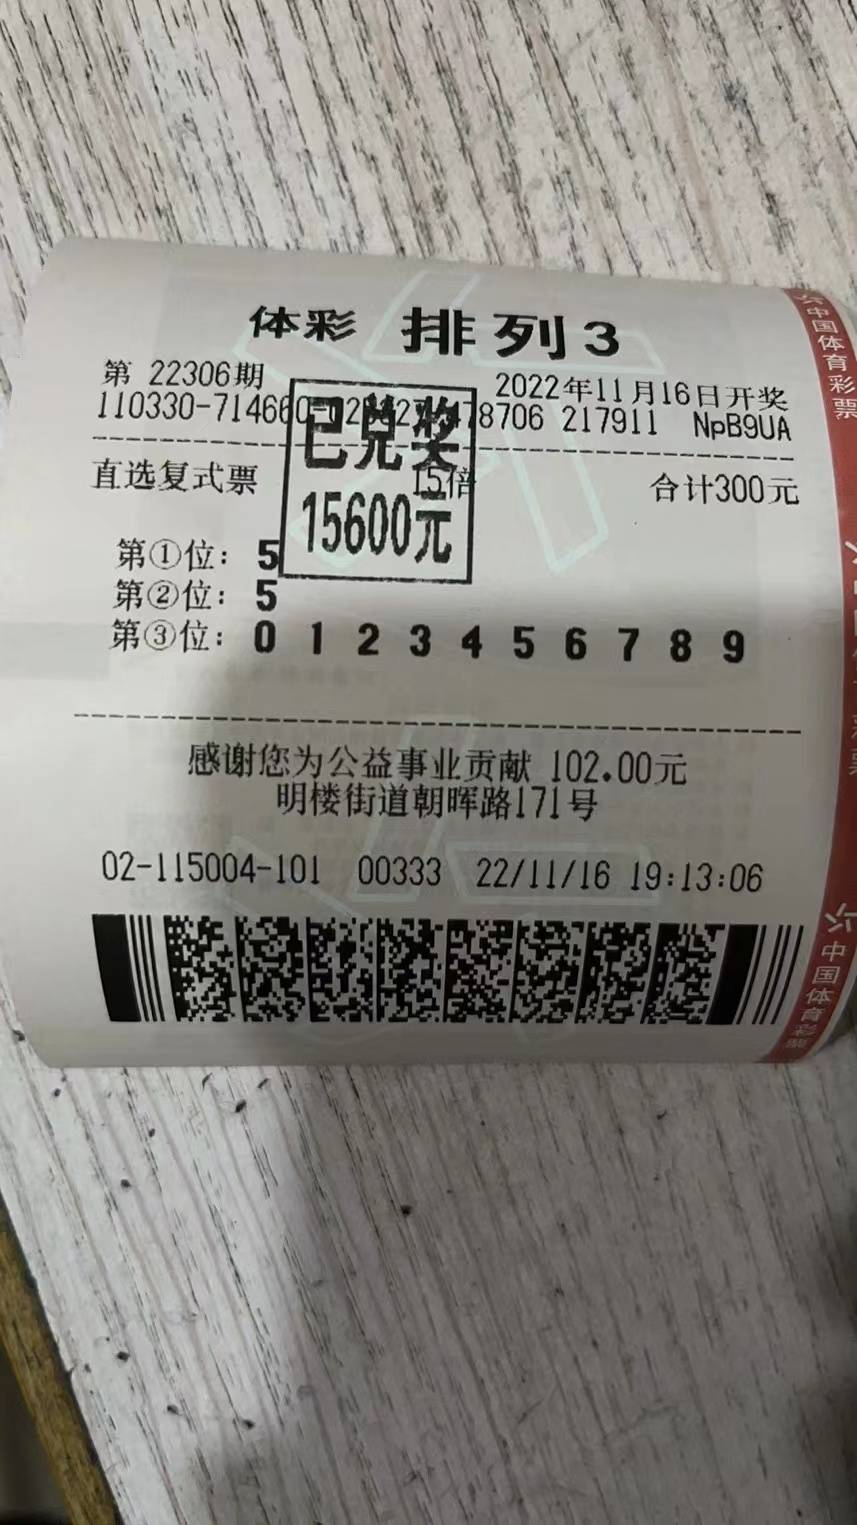 体彩 排列3
第 22306期 2022年11月16日开奖
110330-714660- 78706 217911 NpB9UA
已兑奖
15600元
直选复式票 15倍 合计300元
第①位: 5
第②位: 5
第③位: 0 1 2 3 4 5 6 7 8 9
感谢您为公益事业贡献 102.00元
明楼街道朝晖路171号
02-115004-101 00333 22/11/16 19:13:06
中国体育彩票
中国体育彩票